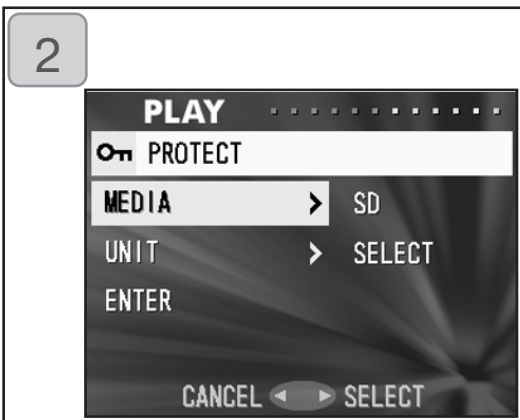 2
PLAY
PROTECT
MEDIA > SD
UNIT > SELECT
ENTER
CANCEL ◄ ► SELECT